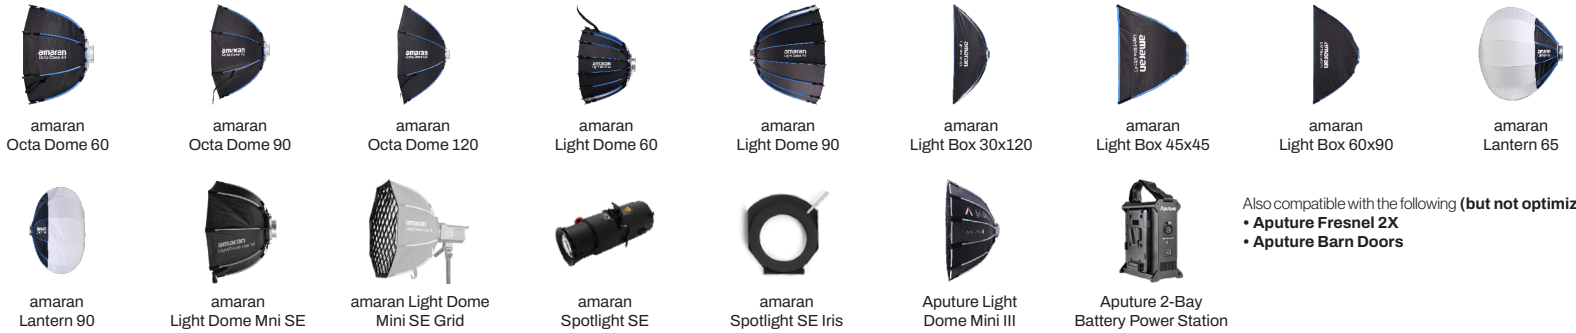 amaran
Octa Dome 60
amaran
Octa Dome 90
amaran
Octa Dome 120
amaran
Light Dome 60
amaran
Light Dome 90
amaran
Light Box 30x120
amaran
Light Box 45x45
amaran
Light Box 60x90
amaran
Lantern 65
amaran
Lantern 90
amaran
Light Dome Mni SE
amaran Light Dome
Mini SE Grid
amaran
Spotlight SE
amaran
Spotlight SE Iris
Aputure Light
Dome Mini III
Aputure 2-Bay
Battery Power Station
Also compatible with the following (but not optimiz
• Aputure Fresnel 2X
• Aputure Barn Doors